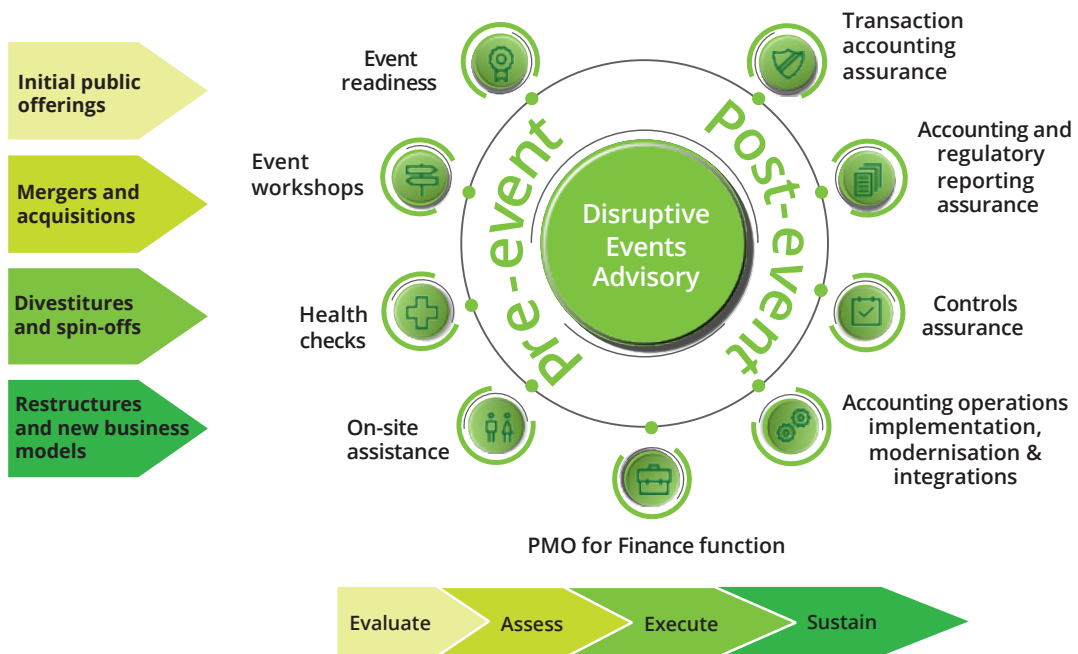 Initial public
offerings
Mergers and
acquisitions
Divestitures
and spin-offs
Restructures
and new business
models
Event
readiness
Event
workshops
Health
checks
On-site
assistance
Pre-event
Disruptive
Events
Advisory
Post-event
Transaction
accounting
assurance
Accounting and
regulatory
reporting
assurance
Controls
assurance
Accounting operations
implementation,
modernisation &
integrations
PMO for Finance function
Evaluate
Assess
Execute
Sustain